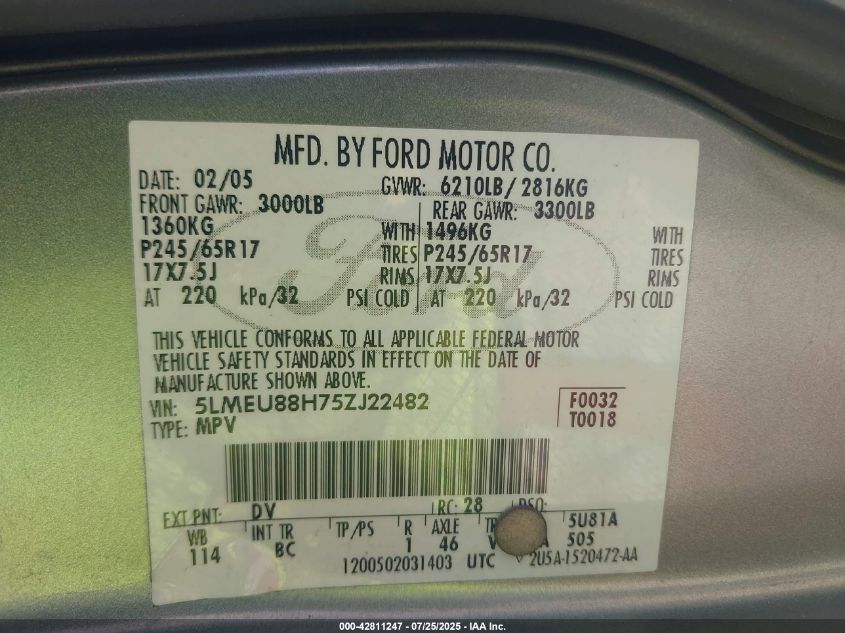 MFD. BY FORD MOTOR CO.
DATE: 02/05 GVWR: 6210LB/ 2816KG
FRONT GAWR: 3000LB REAR GAWR: 3300LB
1360KG WITH 1496KG WITH
P245/65R17 TIRES P245/65R17 TIRES
17X7.5J RIMS 17X7.5J RIMS
AT 220 kPa/32 PSI COLD AT 220 kPa/32 PSI COLD
Ford
THIS VEHICLE CONFORMS TO ALL APPLICABLE FEDERAL MOTOR
VEHICLE SAFETY STANDARDS IN EFFECT ON THE DATE OF
MANUFACTURE SHOWN ABOVE.
VIN: 5LMEU88H75ZJ22482 F0032
TYPE: MPV T0018
EXT PNT: DV RC: 28 DSO:
WB INT TR TP/PS R AXLE 5U81A
114 BC 1 46 505
1200502031403 UTC 2U5A-1520472-AA
000-42811247 - 07/25/2025 - IAA Inc.